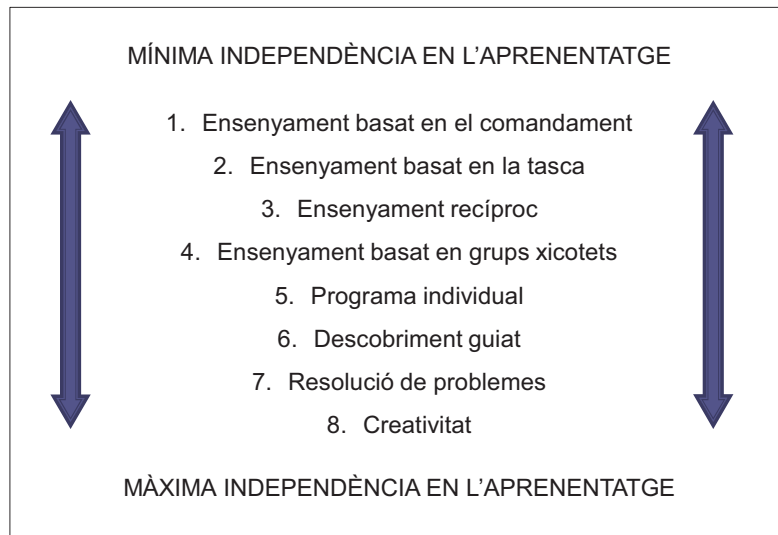 MÍNIMA INDEPENDÈNCIA EN L'APRENENTATGE
1. Ensenyament basat en el comandament
2. Ensenyament basat en la tasca
3. Ensenyament recíproc
4. Ensenyament basat en grups xicotets
5. Programa individual
6. Descobriment guiat
7. Resolució de problemes
8. Creativitat
MÀXIMA INDEPENDÈNCIA EN L'APRENENTATGE